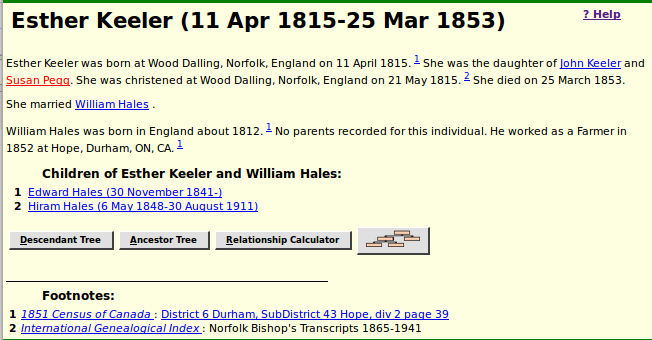 Esther Keeler (11 Apr 1815-25 Mar 1853)
? Help
Esther Keeler was born at Wood Dalling, Norfolk, England on 11 April 1815. 1 She was the daughter of John Keeler and
Susan Pegg. She was christened at Wood Dalling, Norfolk, England on 21 May 1815. 2 She died on 25 March 1853.
She married William Hales .
William Hales was born in England about 1812. 1 No parents recorded for this individual. He worked as a Farmer in
1852 at Hope, Durham, ON, CA. 1
Children of Esther Keeler and William Hales:
1 Edward Hales (30 November 1841-)
2 Hiram Hales (6 May 1848-30 August 1911)
Descendant Tree Ancestor Tree Relationship Calculator
Footnotes:
1 1851 Census of Canada : District 6 Durham, SubDistrict 43 Hope, div 2 page 39
2 International Genealogical Index : Norfolk Bishop's Transcripts 1865-1941